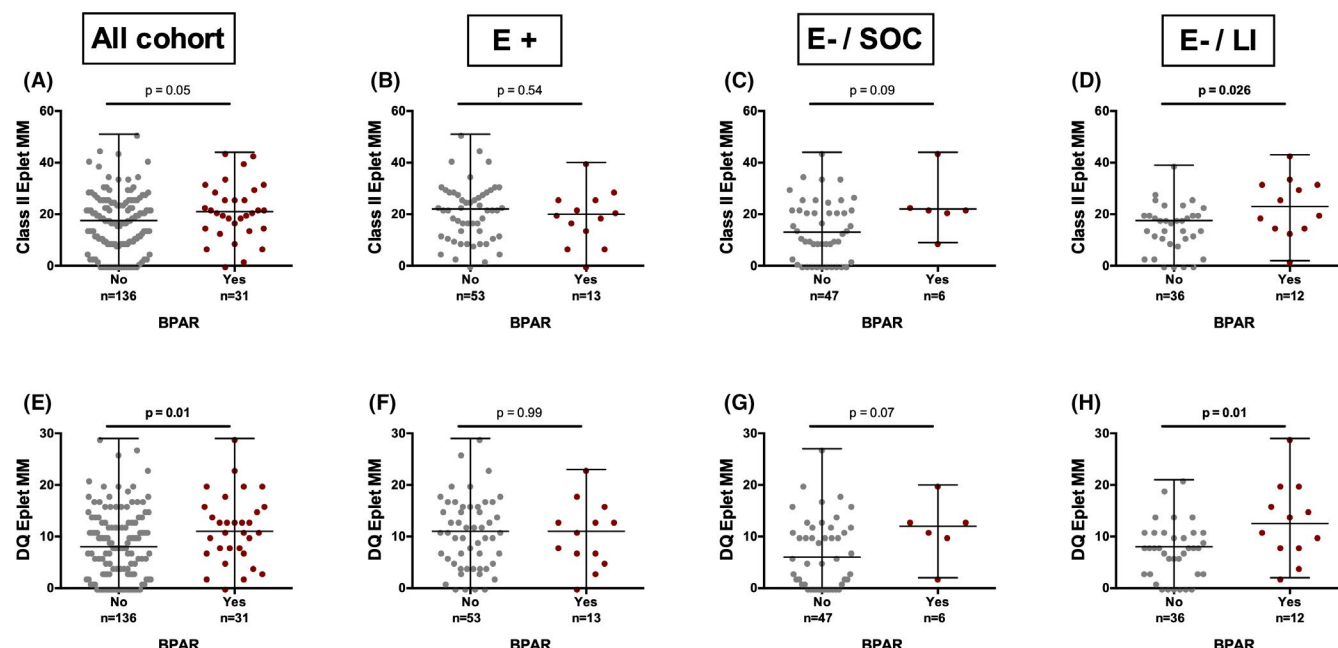 All cohort
E +
E- / SOC
E- / LI
(A)
p = 0.05
Class II Eplet MM
60
40
20
0
No
Yes
n=136
n=31
BPAR
(B)
p = 0.54
Class II Eplet MM
60
40
20
0
No
Yes
n=53
n=13
BPAR
(C)
p = 0.09
Class II Eplet MM
60
40
20
0
No
Yes
n=47
n=6
BPAR
(D)
p = 0.026
Class II Eplet MM
60
40
20
0
No
Yes
n=36
n=12
BPAR
(E)
p = 0.01
DQ Eplet MM
30
20
10
0
No
Yes
n=136
n=31
BPAR
(F)
p = 0.99
DQ Eplet MM
30
20
10
0
No
Yes
n=53
n=13
BPAR
(G)
p = 0.07
DQ Eplet MM
30
20
10
0
No
Yes
n=47
n=6
BPAR
(H)
p = 0.01
DQ Eplet MM
30
20
10
0
No
Yes
n=36
n=12
BPAR